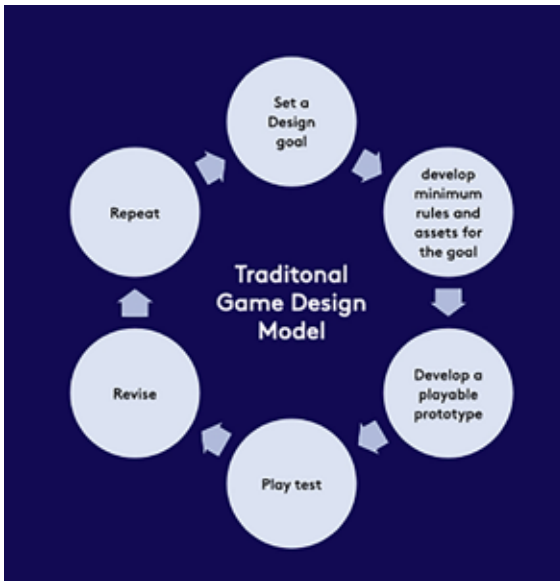 Set a
Design
goal
develop
minimum
rules and
assets for
the goal
Develop a
playable
prototype
Play test
Revise
Repeat
Traditonal
Game Design
Model